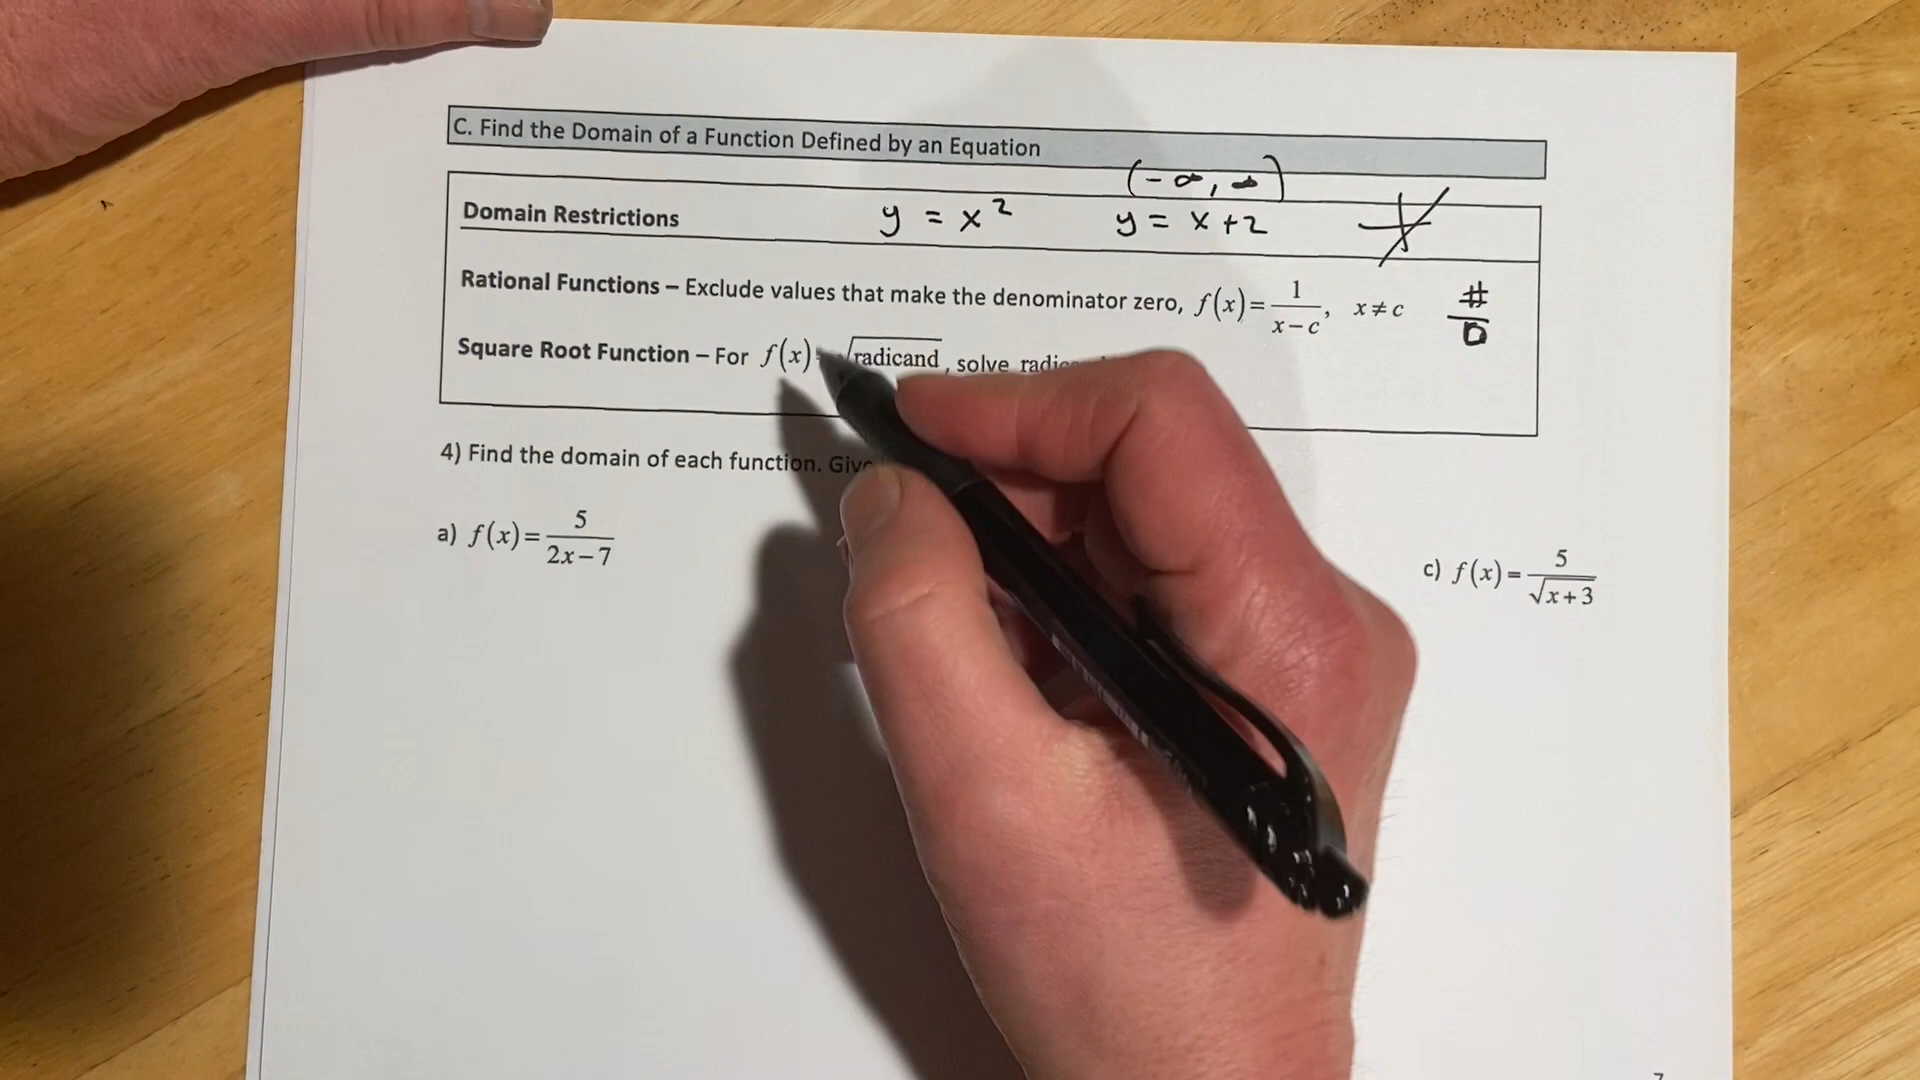 C. Find the Domain of a Function Defined by an Equation
(-∞, ∞)
Domain Restrictions y = x² y = x+2
Rational Functions – Exclude values that make the denominator zero, f(x)=1/(x−c), x≠c #/0
Square Root Function – For f(x) √radicand, solve
4) Find the domain of each function.
a) f(x)=5/(2x−7)
c) f(x)=5/√(x+3)